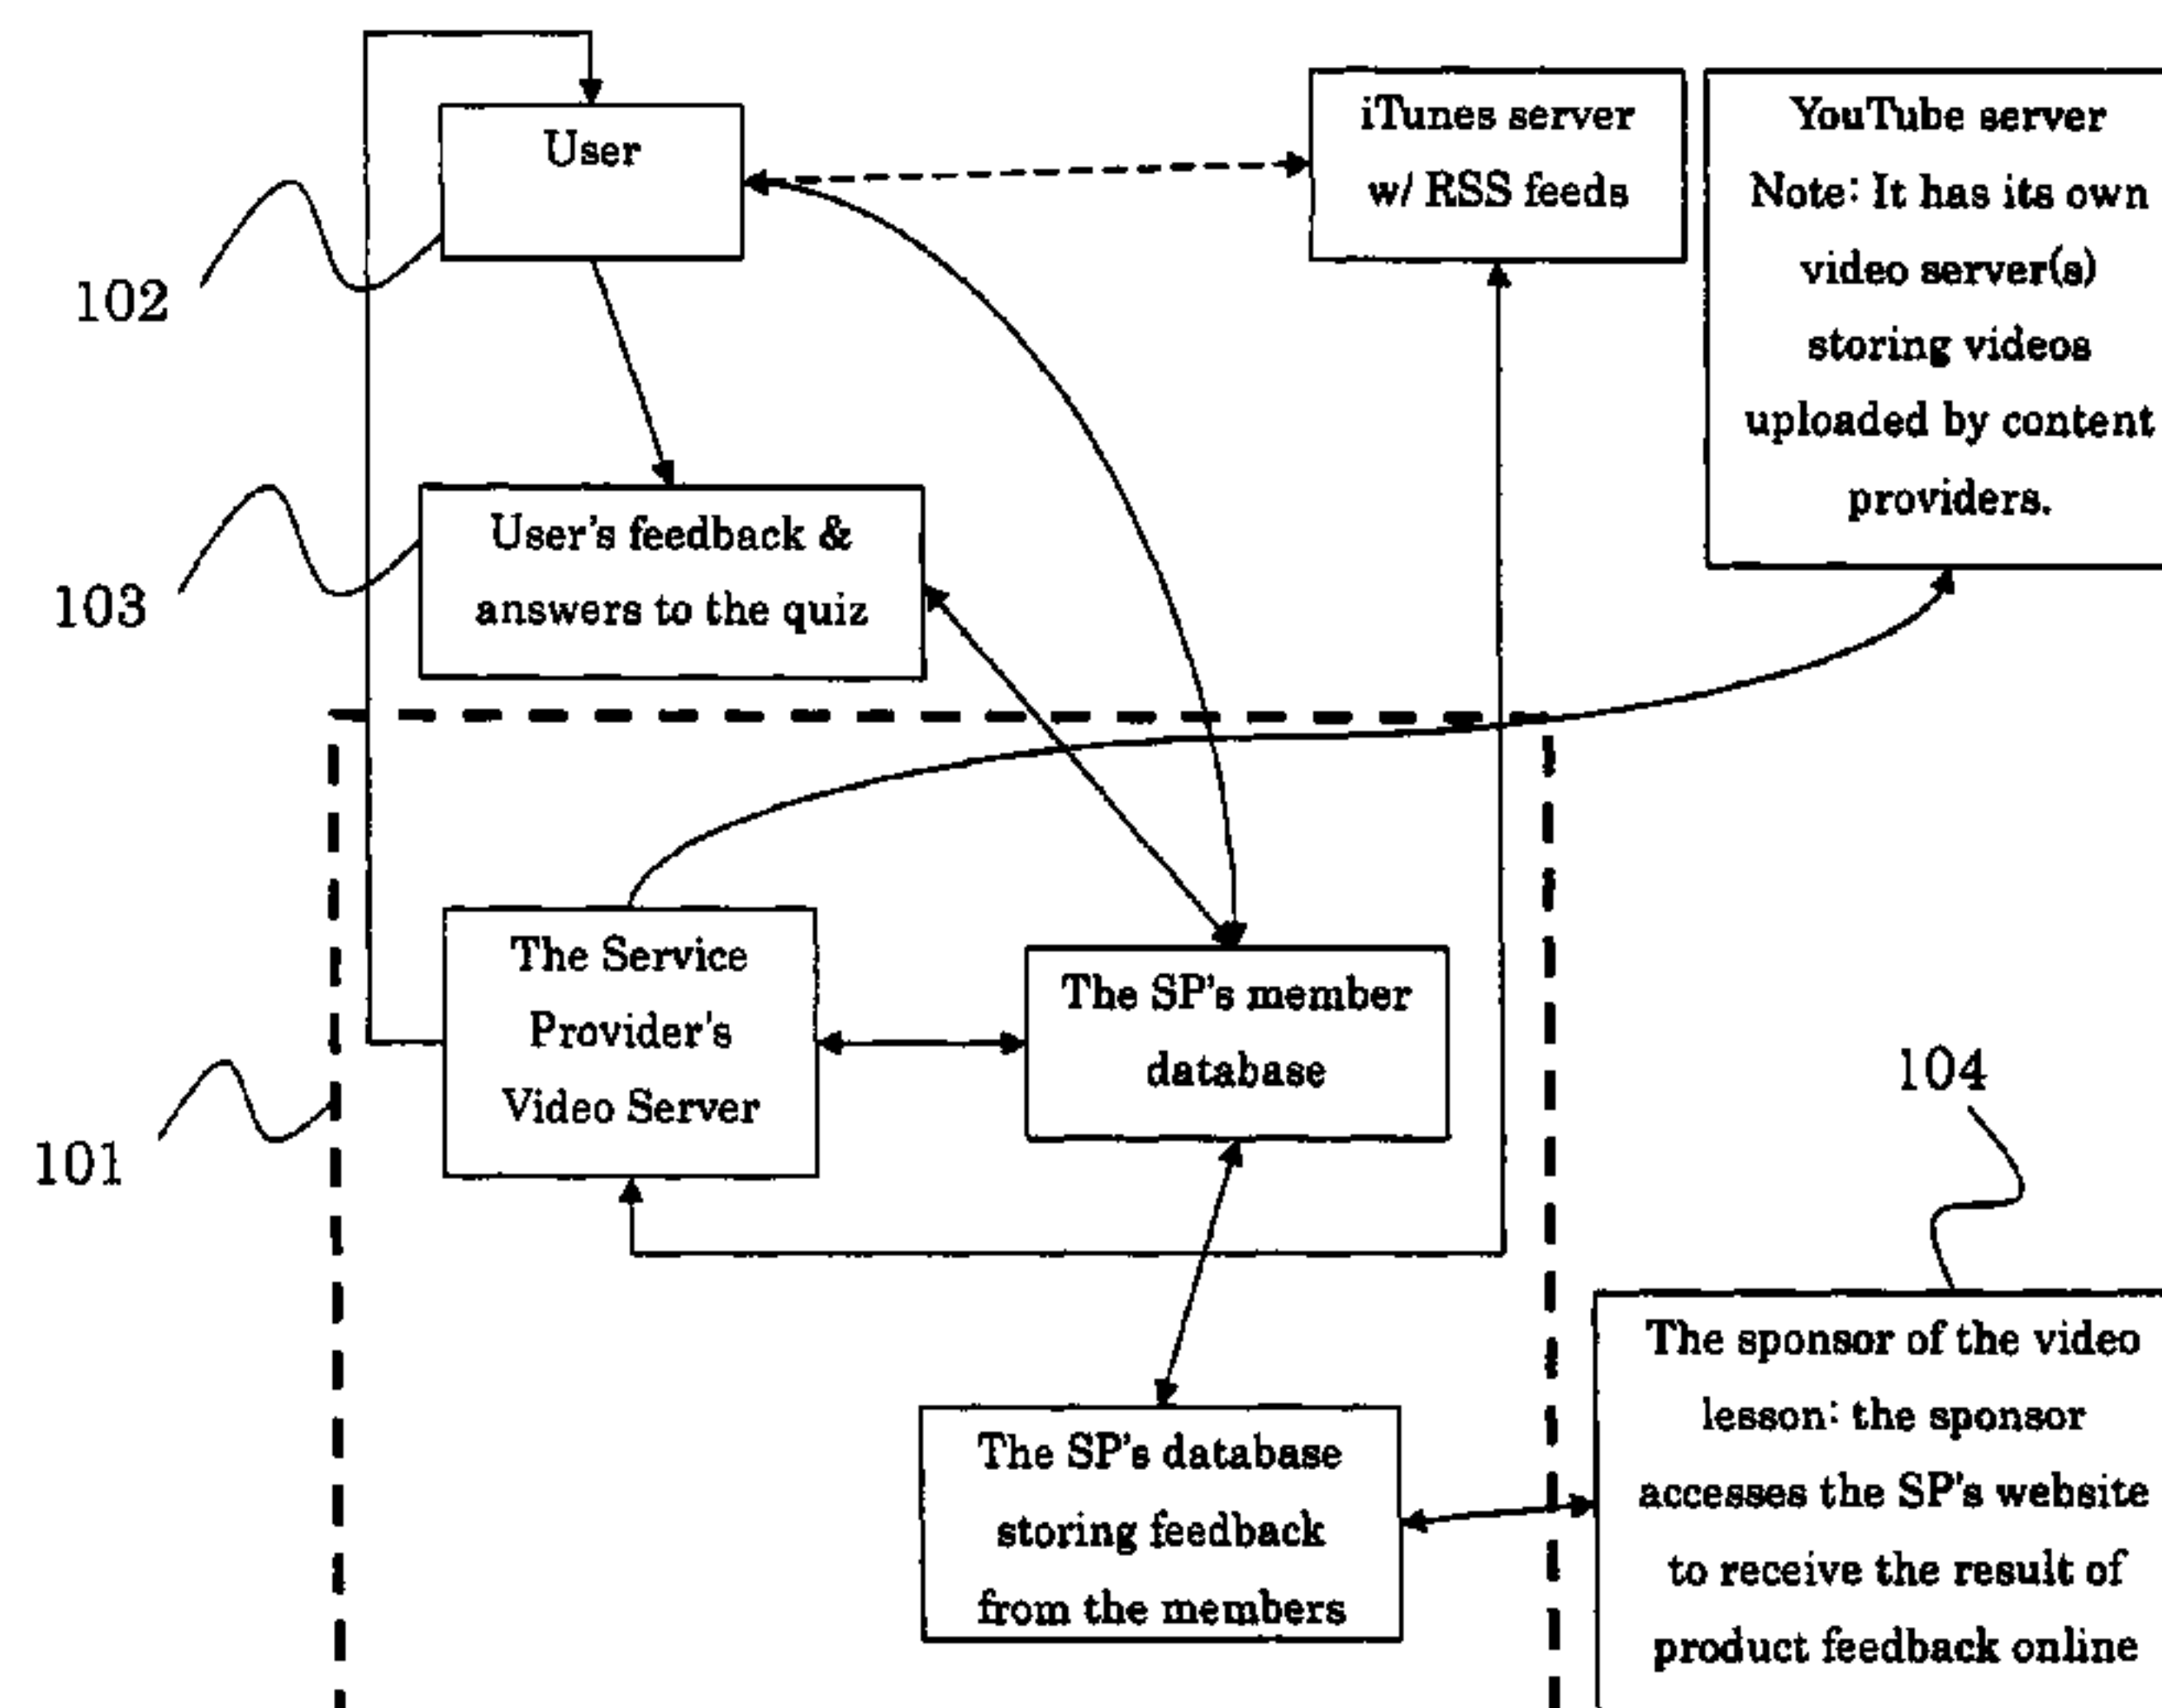 User
iTunes server
w/ RSS feeds
YouTube server
Note: It has its own
video server(s)
storing videos
uploaded by content
providers.
102
User's feedback &
answers to the quiz
103
The Service
Provider's
Video Server
The SP's member
database
101
104
The SP's database
storing feedback
from the members
The sponsor of the video
lesson: the sponsor
accesses the SP's website
to receive the result of
product feedback online